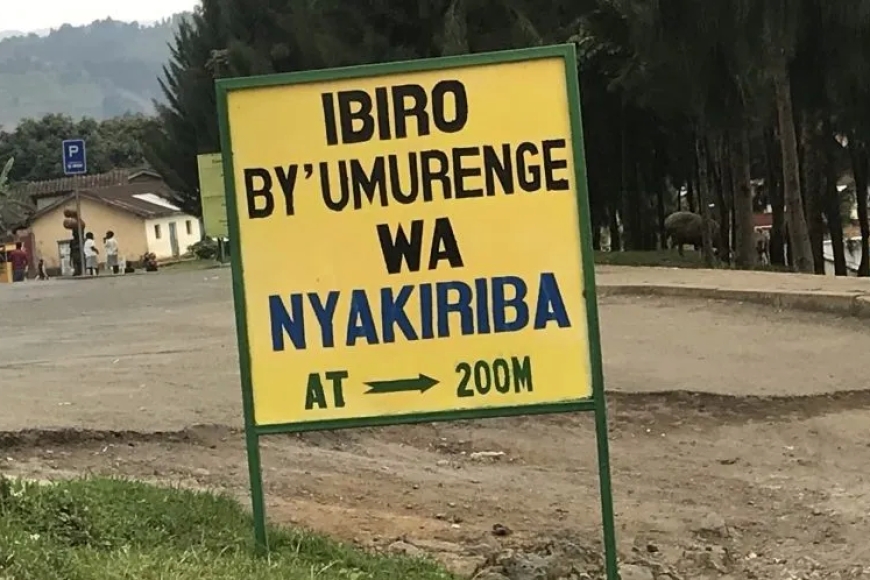 P
IBIRO
BY'UMURENGE
WA
NYAKIRIBA
AT → 200M